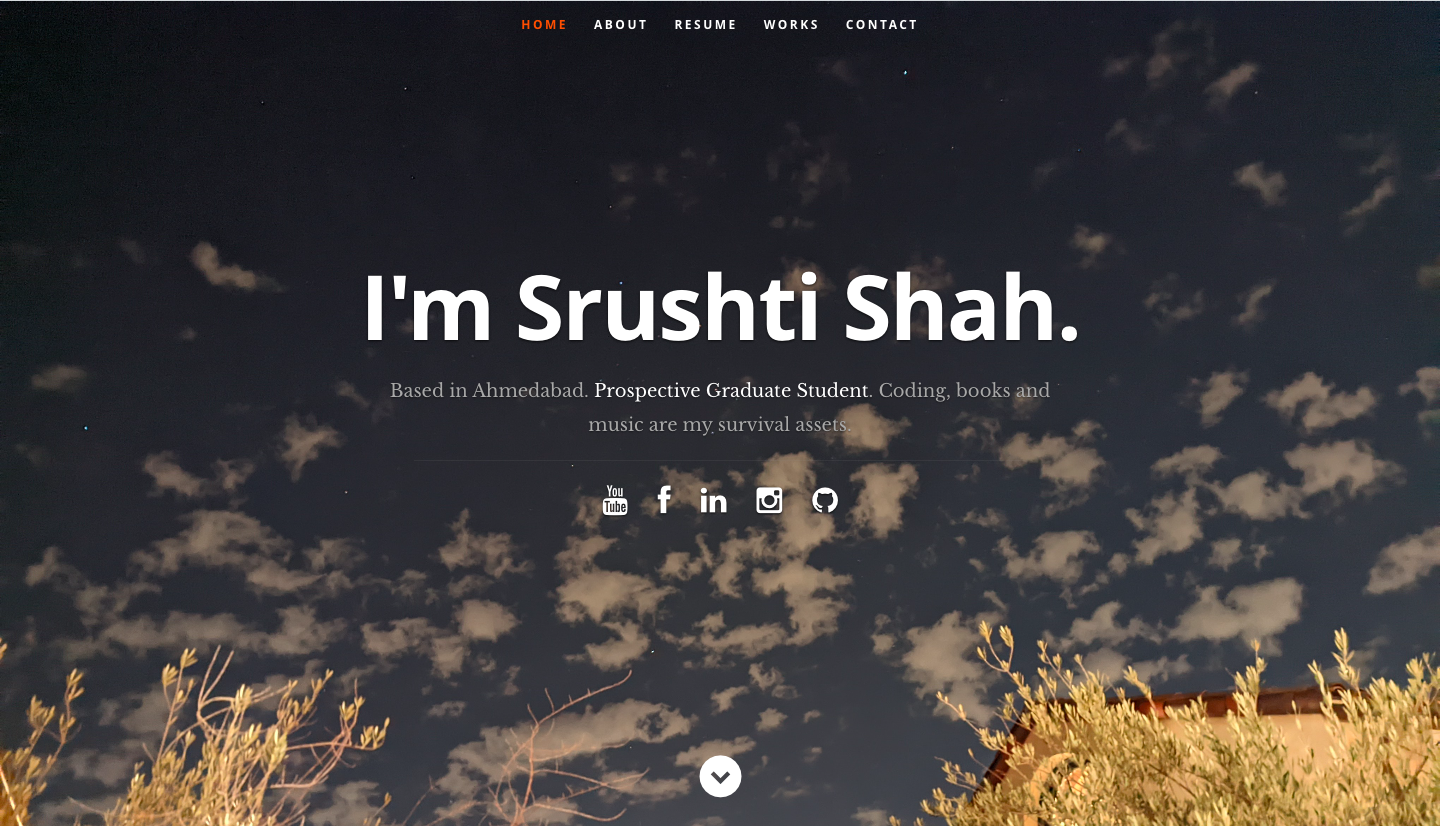 HOME ABOUT RESUME WORKS CONTACT
I'm Srushti Shah.
Based in Ahmedabad. Prospective Graduate Student. Coding, books and
music are my survival assets.
You
Tube
f
in